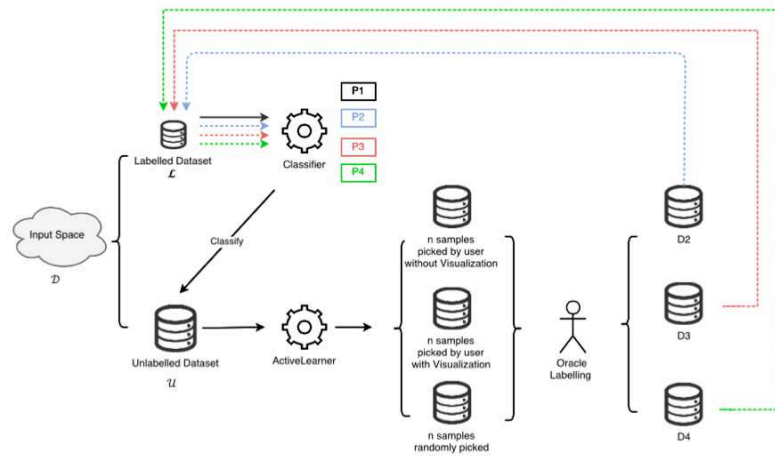 P1
P2
P3
P4
Labelled Dataset
ℒ
Classifier
Input Space
𝒟
Classify
n samples
picked by user
without Visualization
D2
Unlabelled Dataset
𝒰
ActiveLearner
n samples
picked by user
with Visualization
Oracle
Labelling
D3
n samples
randomly picked
D4